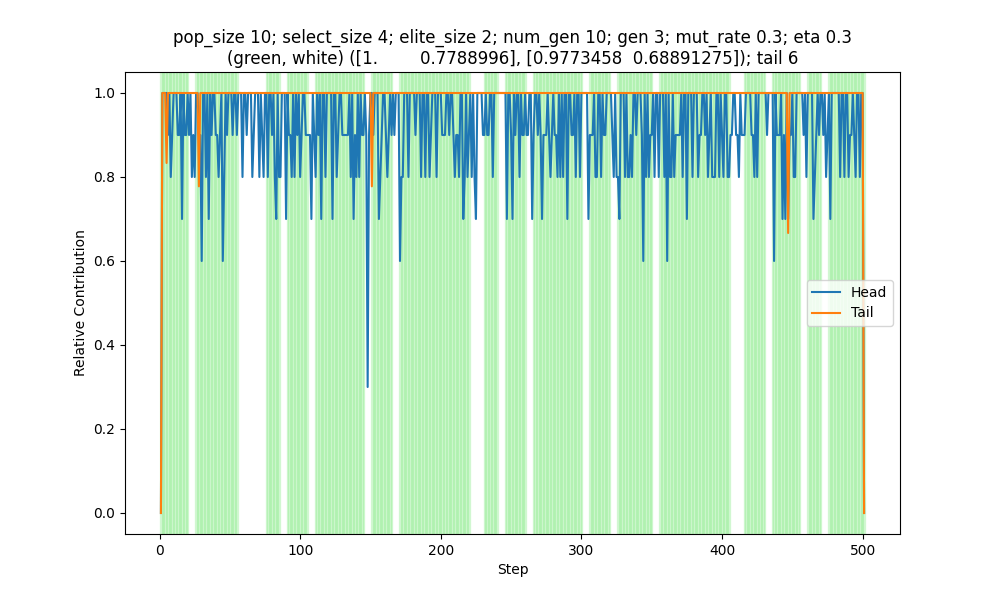 pop_size 10; select_size 4; elite_size 2; num_gen 10; gen 3; mut_rate 0.3; eta 0.3
(green, white) ([1. 0.7788996], [0.9773458 0.68891275]); tail 6
1.0
0.8
0.6
0.4
0.2
0.0
Relative Contribution
Head
Tail
0 100 200 300 400 500
Step